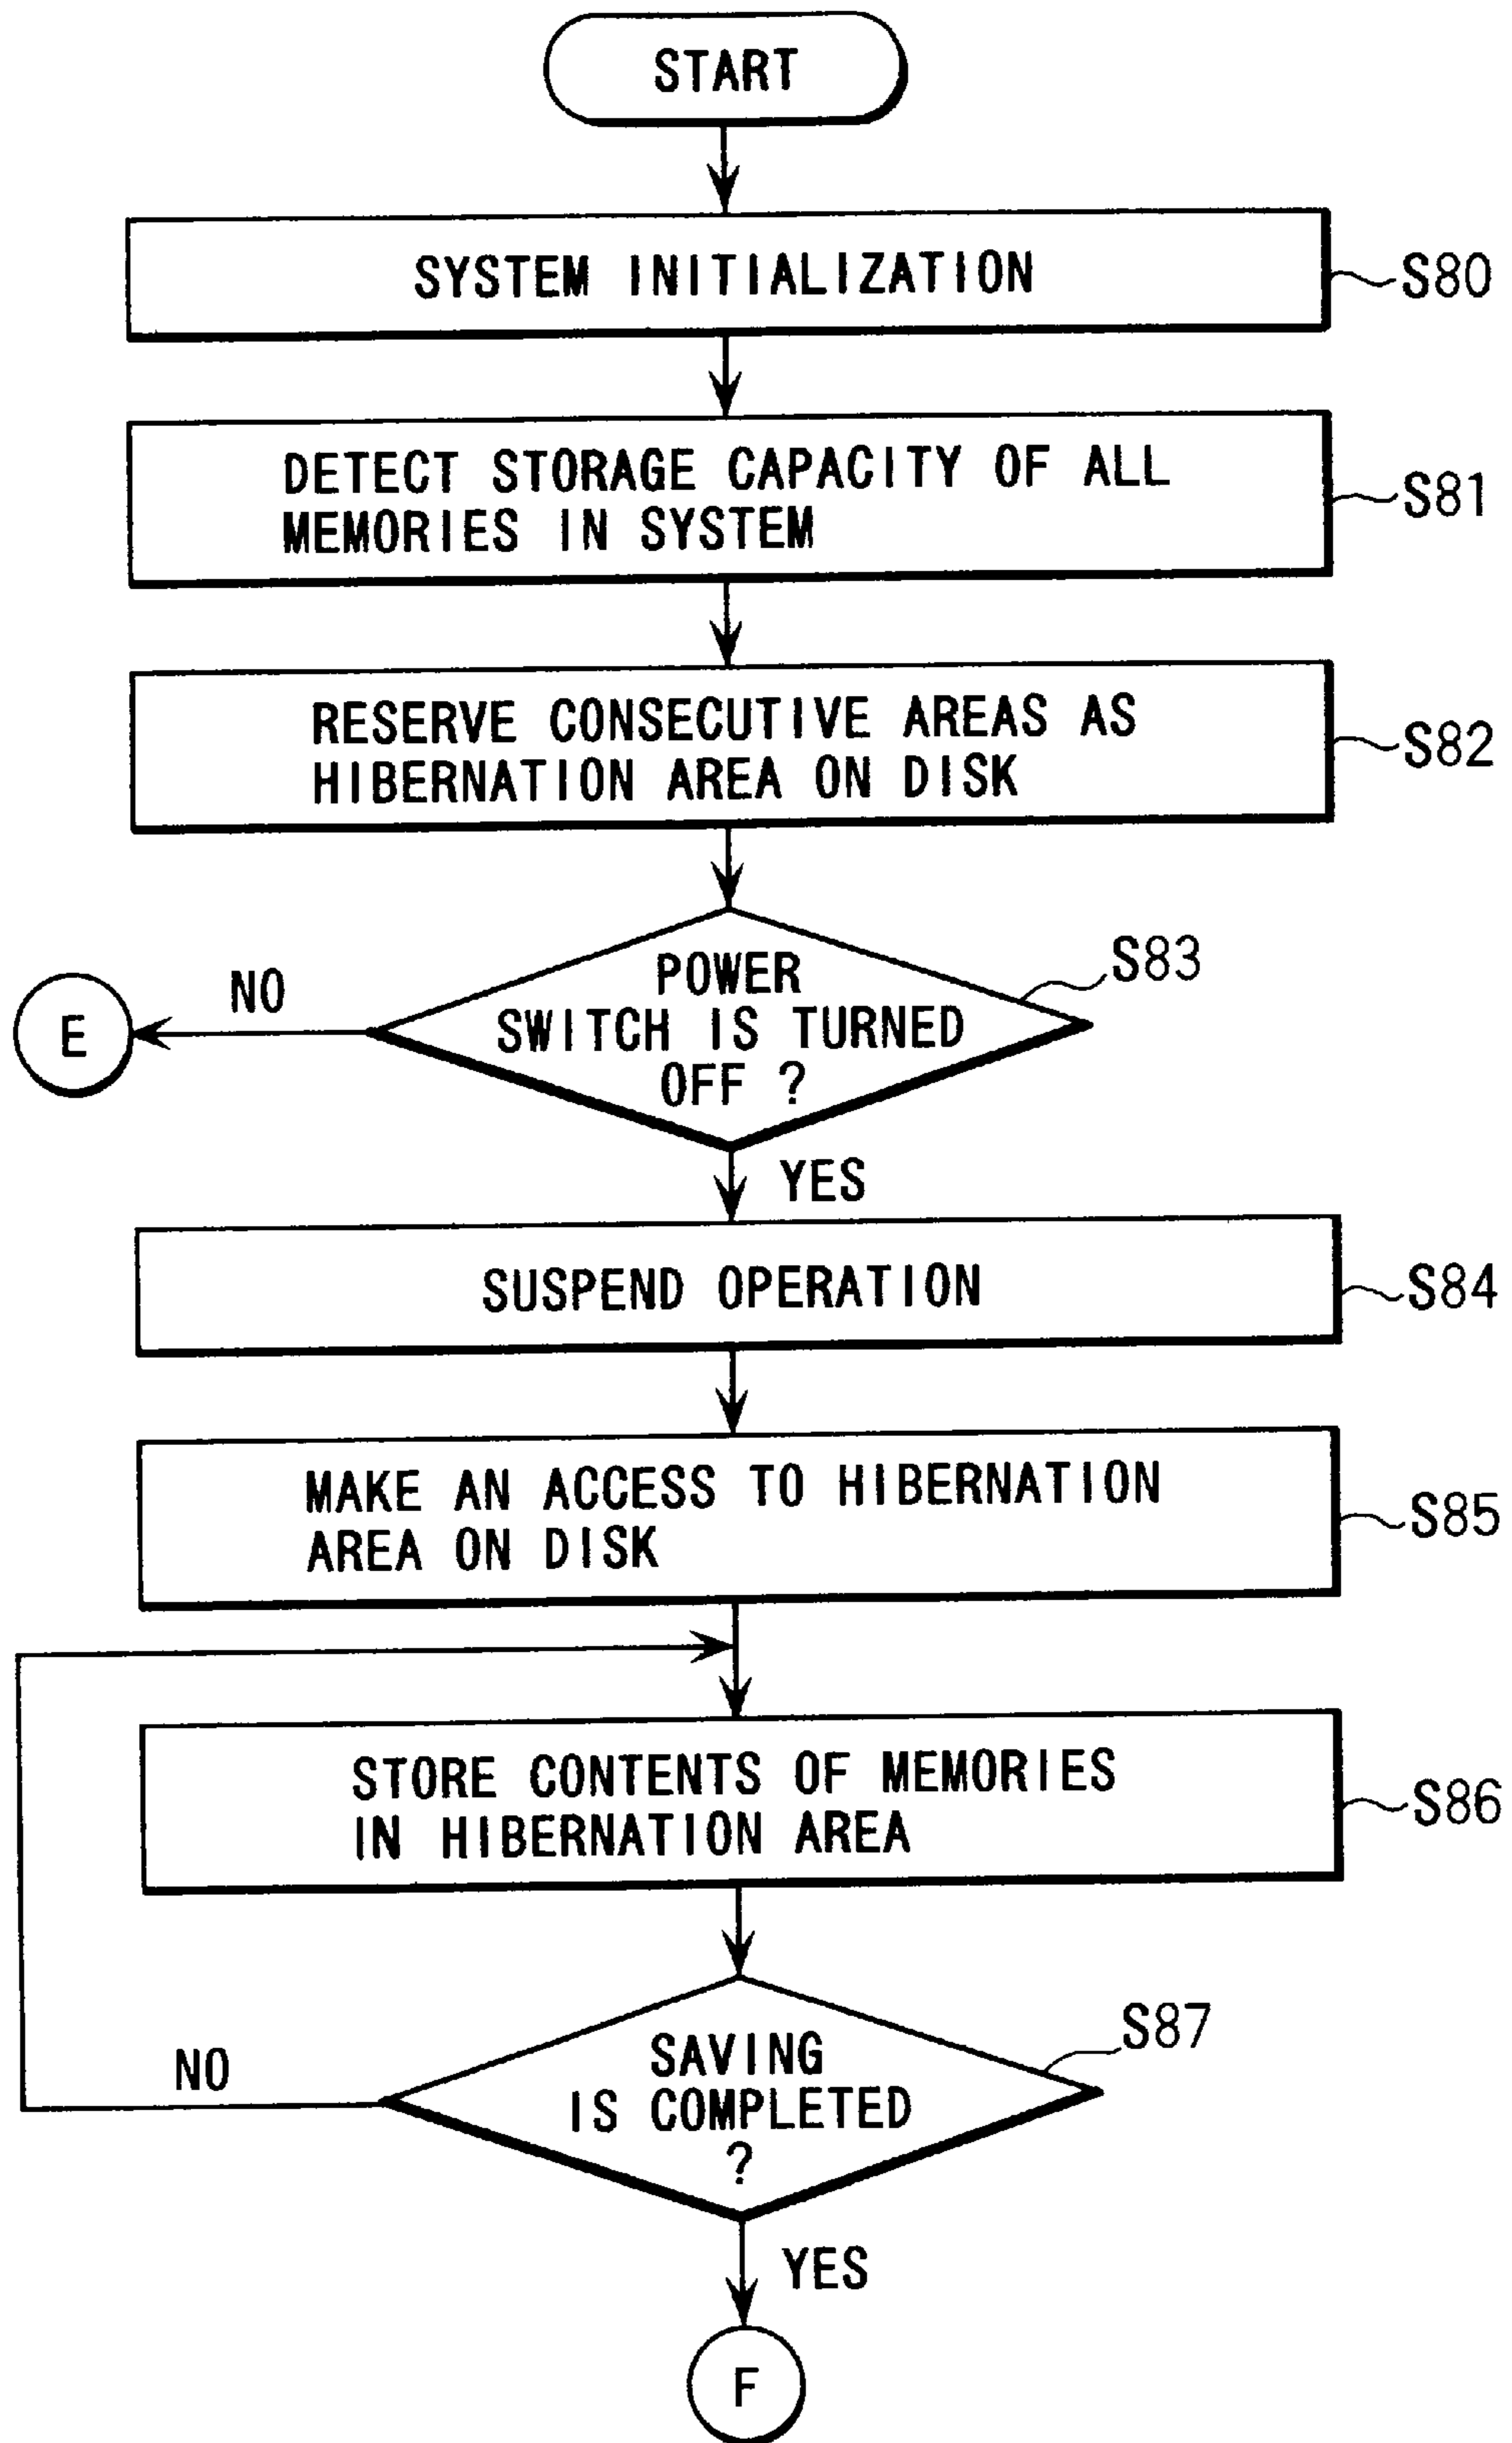 START
SYSTEM INITIALIZATION
S80
DETECT STORAGE CAPACITY OF ALL
MEMORIES IN SYSTEM
S81
RESERVE CONSECUTIVE AREAS AS
HIBERNATION AREA ON DISK
S82
POWER
SWITCH IS TURNED
OFF ?
S83
NO
E
YES
SUSPEND OPERATION
S84
MAKE AN ACCESS TO HIBERNATION
AREA ON DISK
S85
STORE CONTENTS OF MEMORIES
IN HIBERNATION AREA
S86
SAVING
IS COMPLETED
?
S87
NO
YES
F